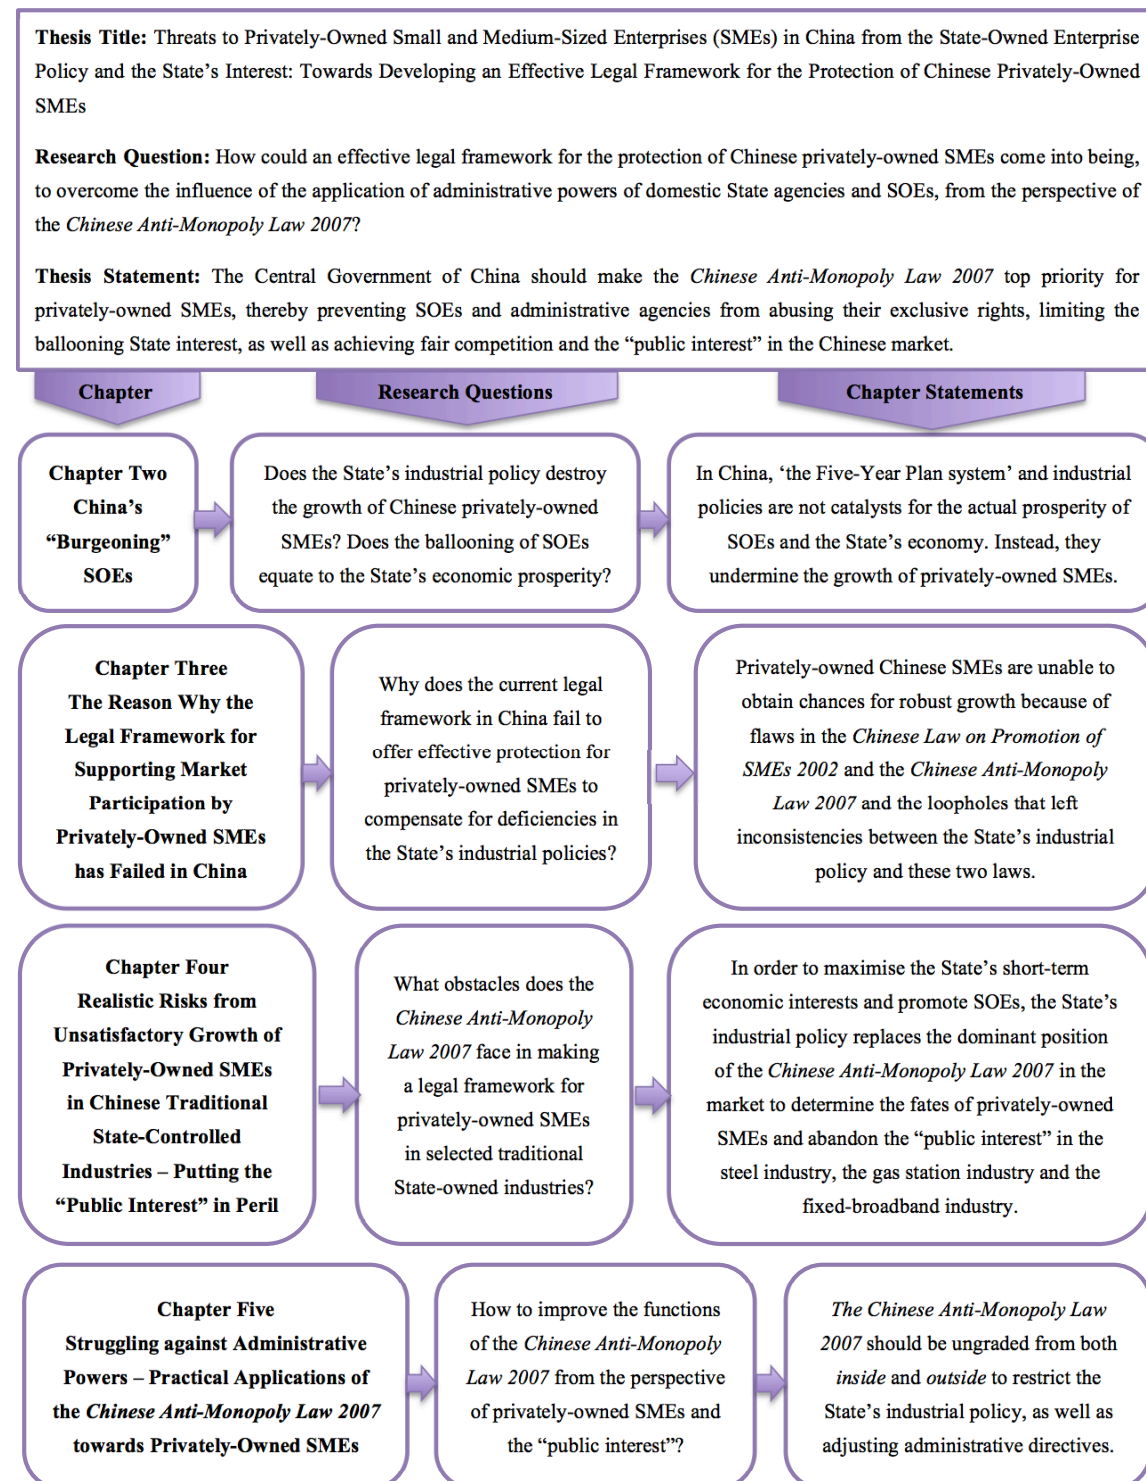 Thesis Title: Threats to Privately-Owned Small and Medium-Sized Enterprises (SMEs) in China from the State-Owned Enterprise
Policy and the State's Interest: Towards Developing an Effective Legal Framework for the Protection of Chinese Privately-Owned
SMEs
Research Question: How could an effective legal framework for the protection of Chinese privately-owned SMEs come into being,
to overcome the influence of the application of administrative powers of domestic State agencies and SOEs, from the perspective of
the Chinese Anti-Monopoly Law 2007?
Thesis Statement: The Central Government of China should make the Chinese Anti-Monopoly Law 2007 top priority for
privately-owned SMEs, thereby preventing SOEs and administrative agencies from abusing their exclusive rights, limiting the
ballooning State interest, as well as achieving fair competition and the “public interest” in the Chinese market.
Chapter
Research Questions
Chapter Statements
Chapter Two
China's
“Burgeoning”
SOEs
Does the State's industrial policy destroy
the growth of Chinese privately-owned
SMEs? Does the ballooning of SOEs
equate to the State's economic prosperity?
In China, ‘the Five-Year Plan system’ and industrial
policies are not catalysts for the actual prosperity of
SOEs and the State's economy. Instead, they
undermine the growth of privately-owned SMEs.
Chapter Three
The Reason Why the
Legal Framework for
Supporting Market
Participation by
Privately-Owned SMEs
has Failed in China
Why does the current legal
framework in China fail to
offer effective protection for
privately-owned SMEs to
compensate for deficiencies in
the State's industrial policies?
Privately-owned Chinese SMEs are unable to
obtain chances for robust growth because of
flaws in the Chinese Law on Promotion of
SMEs 2002 and the Chinese Anti-Monopoly
Law 2007 and the loopholes that left
inconsistencies between the State's industrial
policy and these two laws.
Chapter Four
Realistic Risks from
Unsatisfactory Growth of
Privately-Owned SMEs
in Chinese Traditional
State-Controlled
Industries – Putting the
“Public Interest” in Peril
What obstacles does the
Chinese Anti-Monopoly
Law 2007 face in making
a legal framework for
privately-owned SMEs
in selected traditional
State-owned industries?
In order to maximise the State's short-term
economic interests and promote SOEs, the State's
industrial policy replaces the dominant position
of the Chinese Anti-Monopoly Law 2007 in the
market to determine the fates of privately-owned
SMEs and abandon the “public interest” in the
steel industry, the gas station industry and the
fixed-broadband industry.
Chapter Five
Struggling against Administrative
Powers – Practical Applications of
the Chinese Anti-Monopoly Law 2007
towards Privately-Owned SMEs
How to improve the functions
of the Chinese Anti-Monopoly
Law 2007 from the perspective
of privately-owned SMEs and
the “public interest”?
The Chinese Anti-Monopoly Law
2007 should be ungraded from both
inside and outside to restrict the
State's industrial policy, as well as
adjusting administrative directives.